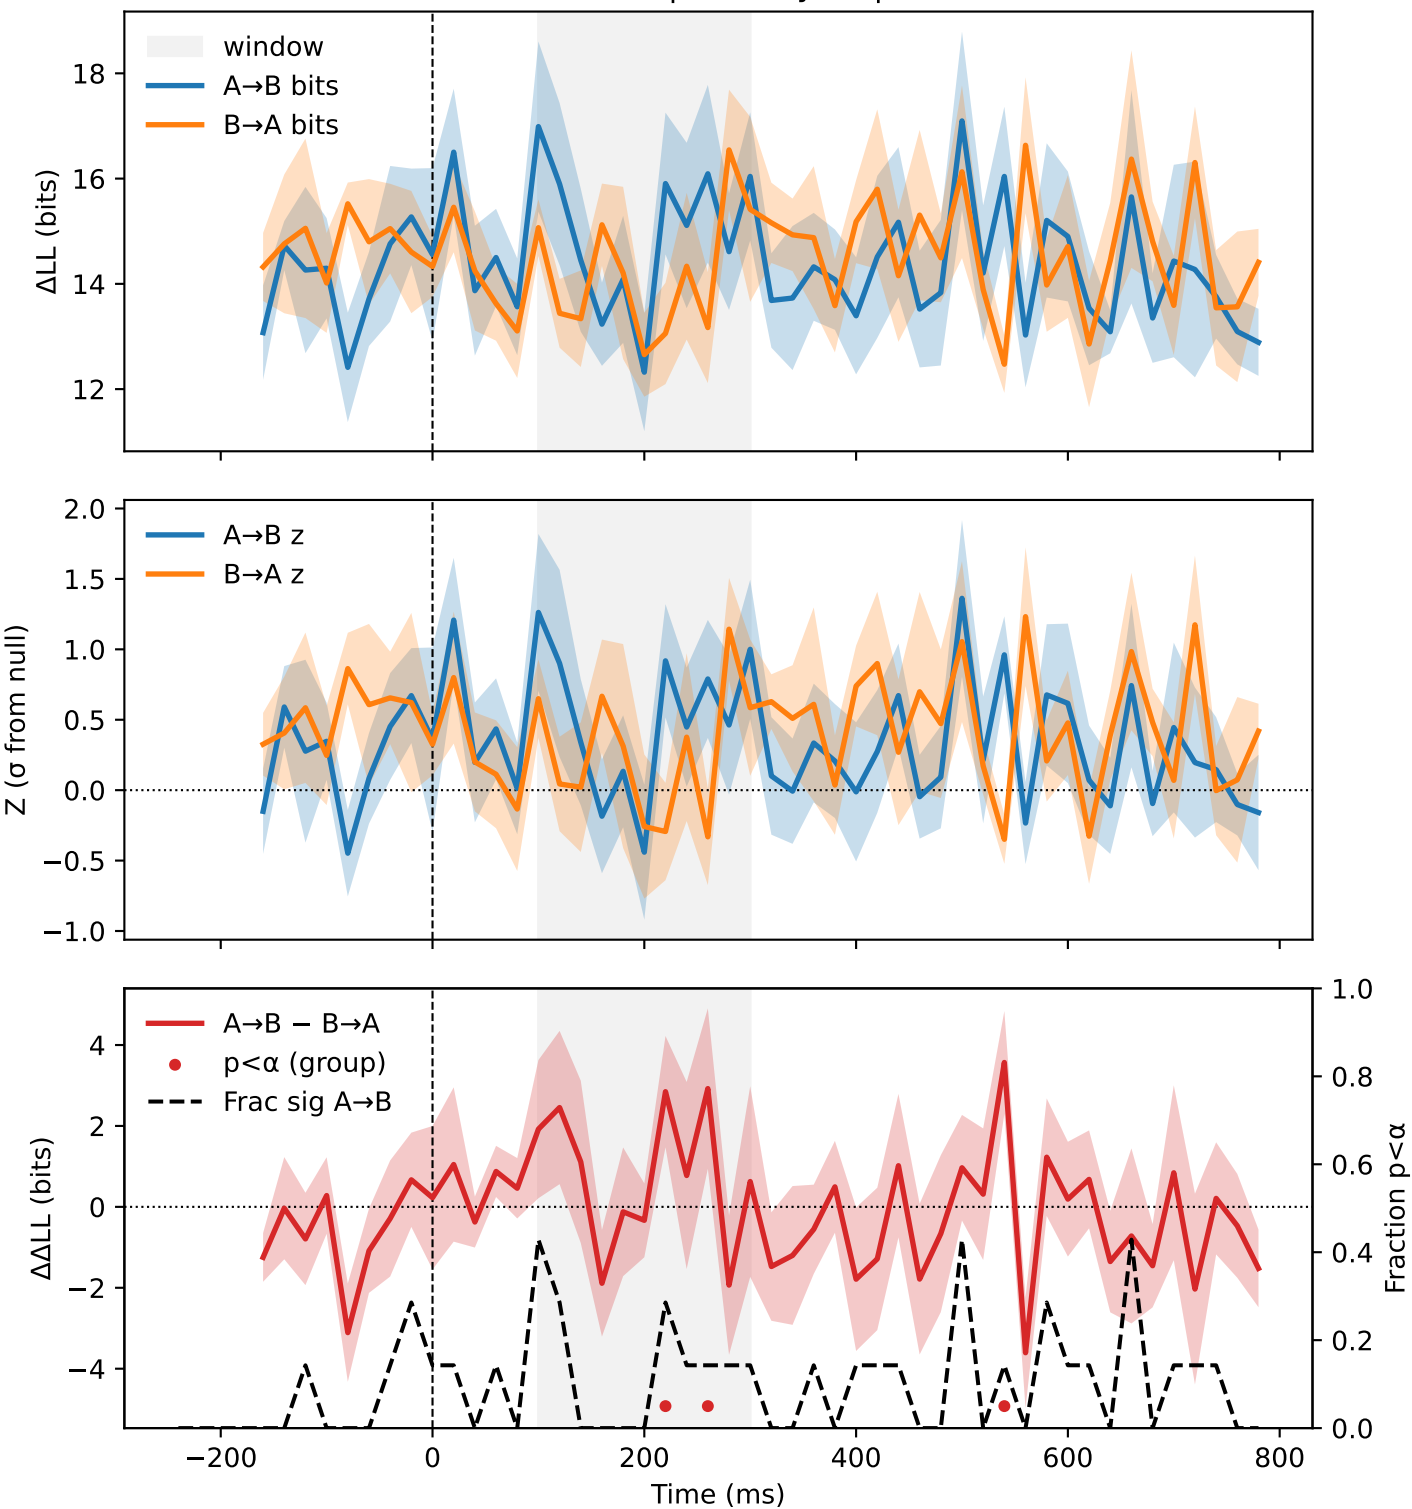 window
A→B bits
B→A bits
18
16
14
12
ΔLL (bits)
A→B z
B→A z
2.0
1.5
1.0
0.5
0.0
−0.5
−1.0
Z (σ from null)
A→B − B→A
p<α (group)
Frac sig A→B
4
2
0
−2
−4
ΔΔLL (bits)
1.0
0.8
0.6
0.4
0.2
0.0
Fraction p<α
−200
0
200
400
600
800
Time (ms)